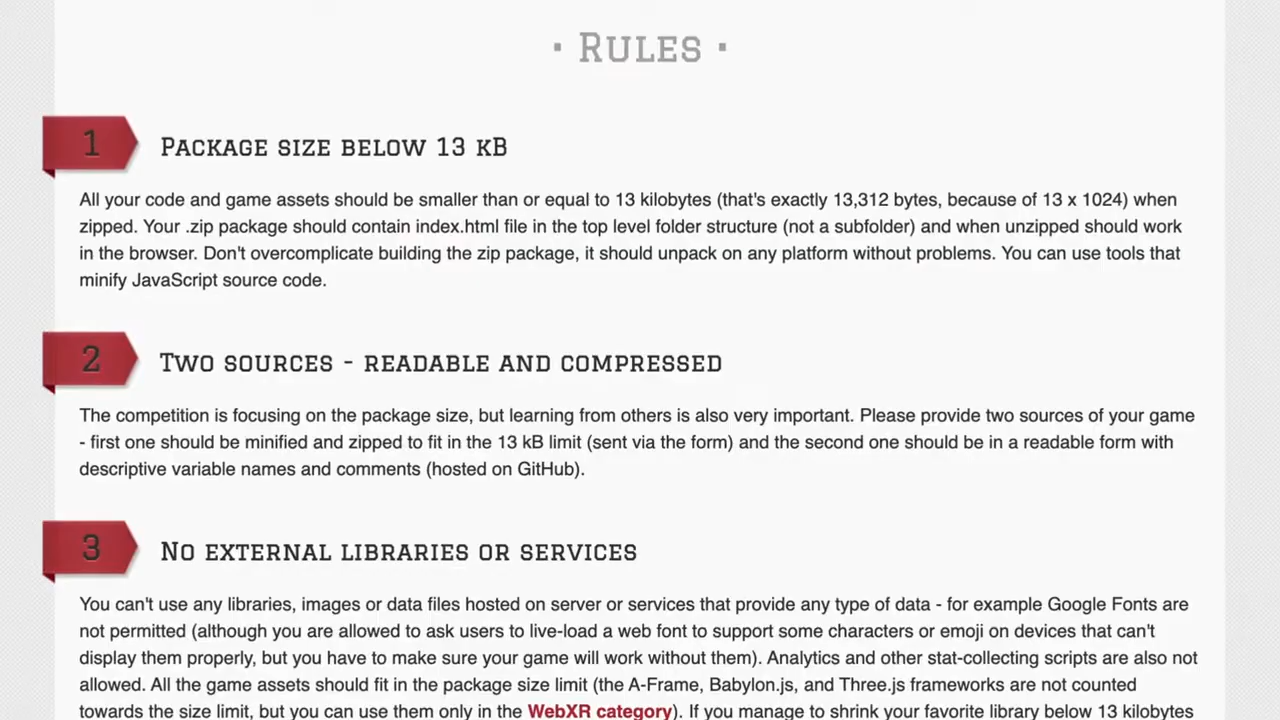 · Rules ·
1 Package size below 13 kB
All your code and game assets should be smaller than or equal to 13 kilobytes (that's exactly 13,312 bytes, because of 13 x 1024) when
zipped. Your .zip package should contain index.html file in the top level folder structure (not a subfolder) and when unzipped should work
in the browser. Don't overcomplicate building the zip package, it should unpack on any platform without problems. You can use tools that
minify JavaScript source code.
2 Two sources - readable and compressed
The competition is focusing on the package size, but learning from others is also very important. Please provide two sources of your game
- first one should be minified and zipped to fit in the 13 kB limit (sent via the form) and the second one should be in a readable form with
descriptive variable names and comments (hosted on GitHub).
3 No external libraries or services
You can't use any libraries, images or data files hosted on server or services that provide any type of data - for example Google Fonts are
not permitted (although you are allowed to ask users to live-load a web font to support some characters or emoji on devices that can't
display them properly, but you have to make sure your game will work without them). Analytics and other stat-collecting scripts are also not
allowed. All the game assets should fit in the package size limit (the A-Frame, Babylon.js, and Three.js frameworks are not counted
towards the size limit, but you can use them only in the WebXR category). If you manage to shrink your favorite library below 13 kilobytes